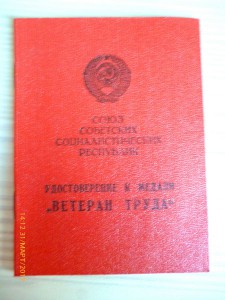 СОЮЗ
СОВЕТСКИХ
СОЦИАЛИСТИЧЕСКИХ
РЕСПУБЛИК
УДОСТОВЕРЕНИЕ К МЕДАЛИ
„ВЕТЕРАН ТРУДА“